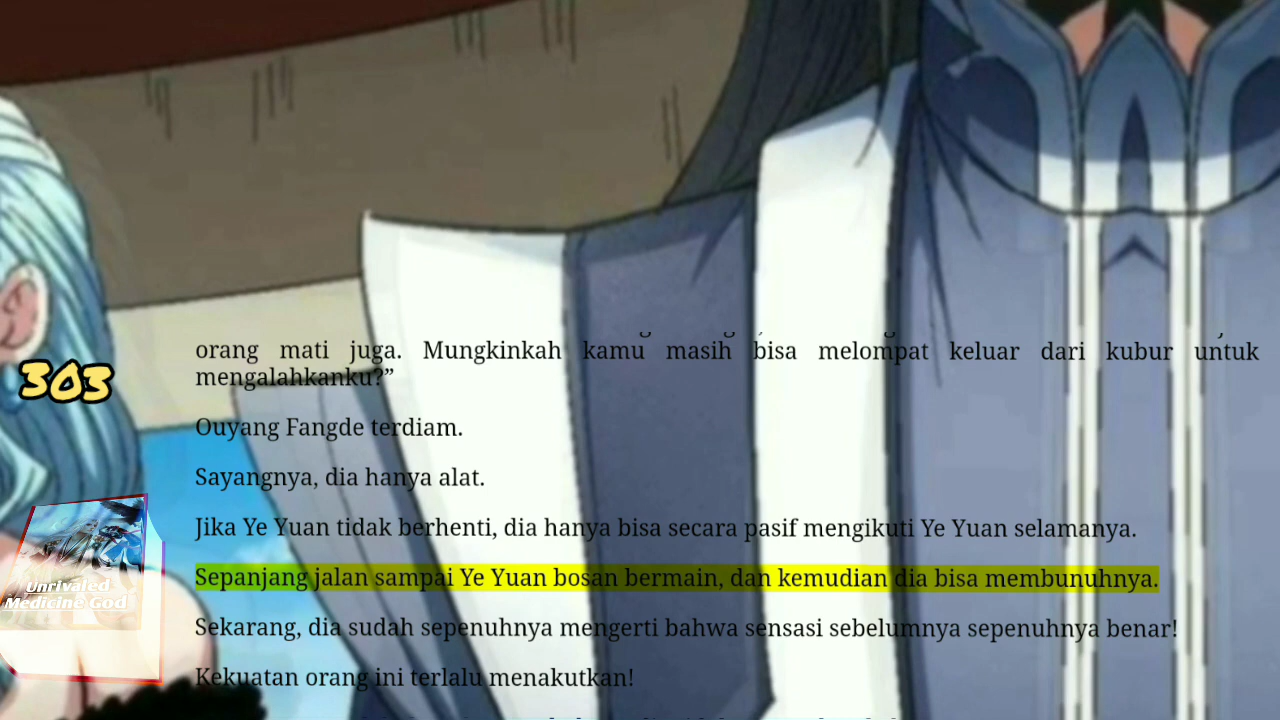 orang mati juga. Mungkinkah kamu masih bisa melompat keluar dari kubur untuk
mengalahkanku?”
Ouyang Fangde terdiam.
Sayangnya, dia hanya alat.
Jika Ye Yuan tidak berhenti, dia hanya bisa secara pasif mengikuti Ye Yuan selamanya.
Sepanjang jalan sampai Ye Yuan bosan bermain, dan kemudian dia bisa membunuhnya.
Sekarang, dia sudah sepenuhnya mengerti bahwa sensasi sebelumnya sepenuhnya benar!
Kekuatan orang ini terlalu menakutkan!
303
Unrivaled
Medicine God